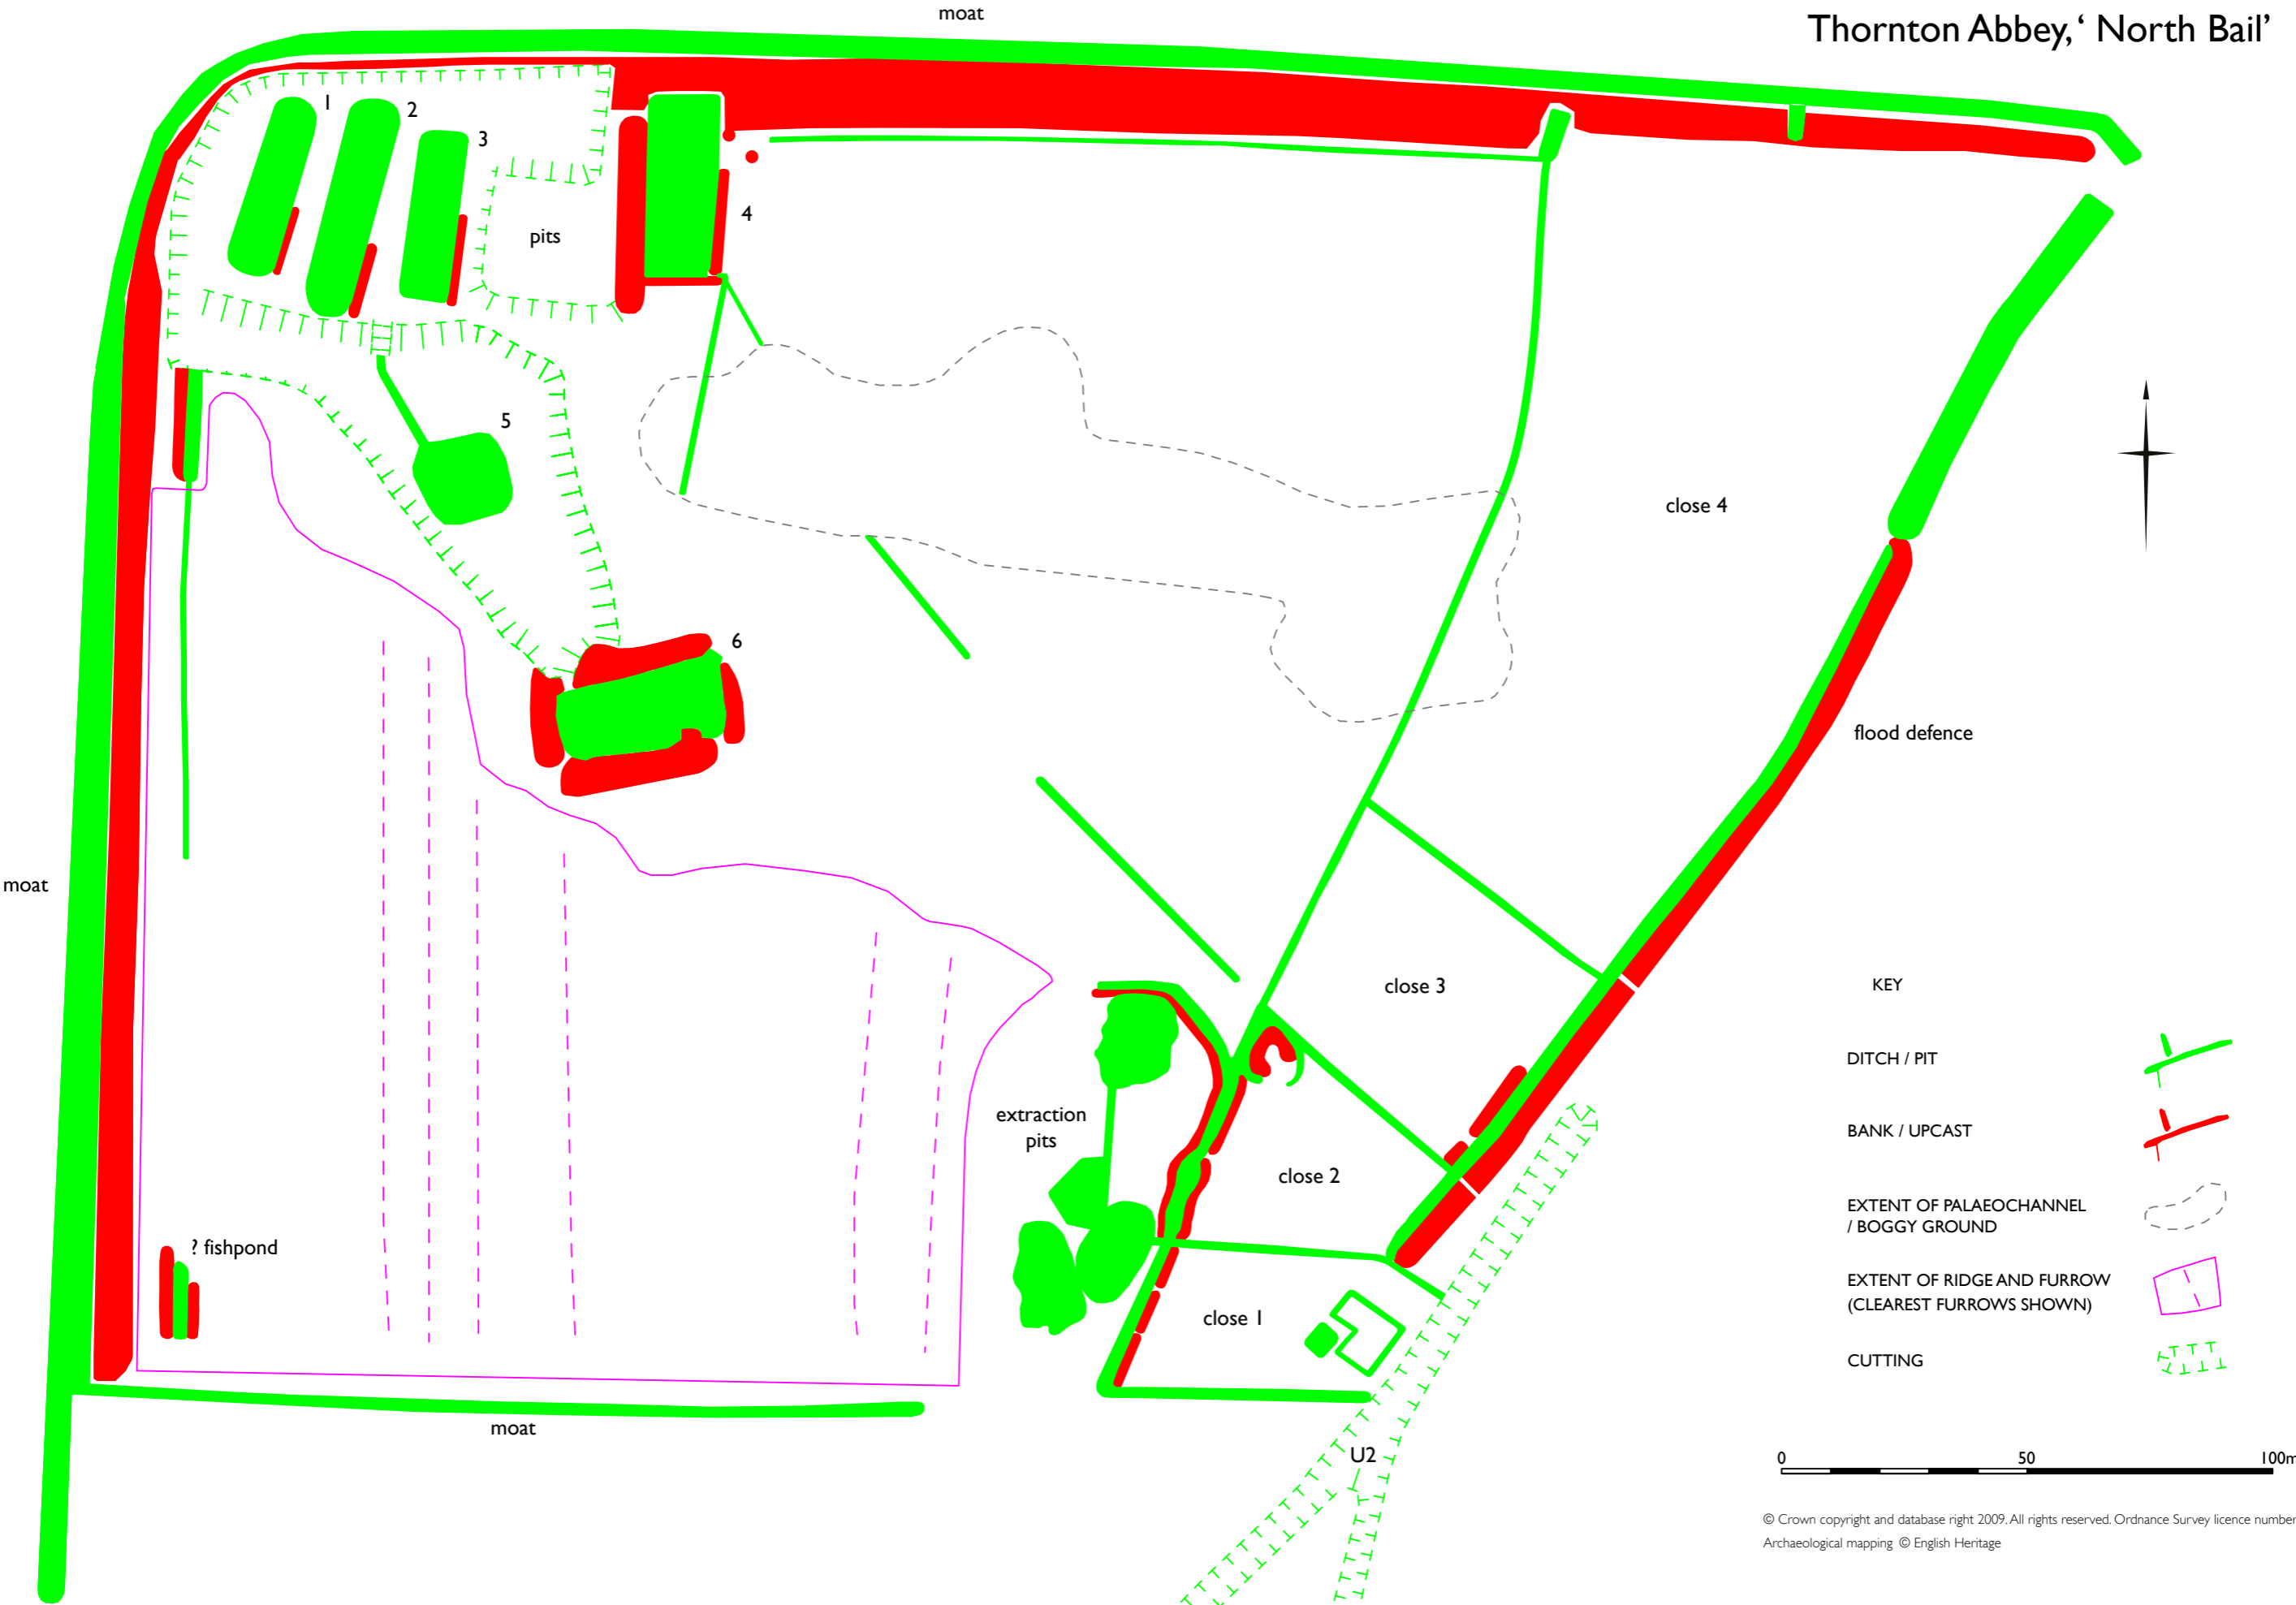 moat
Thornton Abbey, ‘ North Bail’
1
2
3
4
pits
5
close 4
6
flood defence
moat
close 3
KEY
DITCH / PIT
extraction
pits
BANK / UPCAST
close 2
EXTENT OF PALAEOCHANNEL
/ BOGGY GROUND
? fishpond
EXTENT OF RIDGE AND FURROW
(CLEAREST FURROWS SHOWN)
close 1
CUTTING
moat
U2
0 50 100m
© Crown copyright and database right 2009. All rights reserved. Ordnance Survey licence number
Archaeological mapping © English Heritage